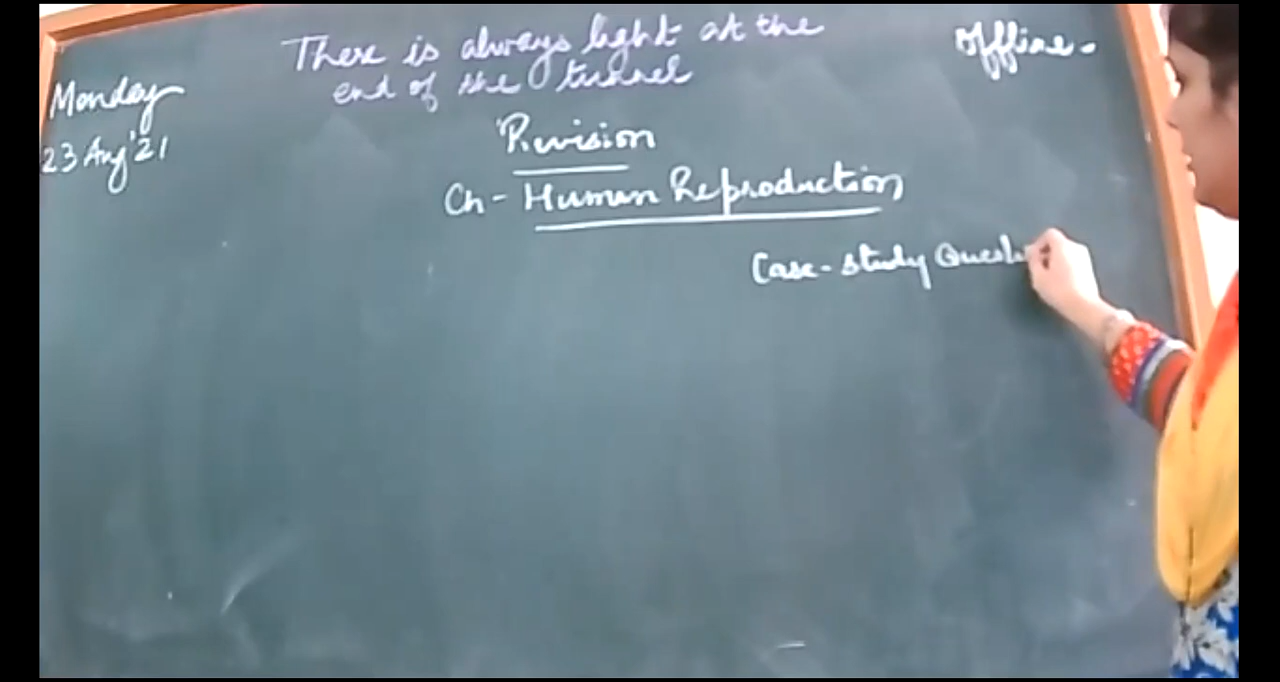 There is always light at the
end of the tunnel
Offline-
Monday
23 Aug'21
Revision
Ch- Human Reproduction
Case-study Questi